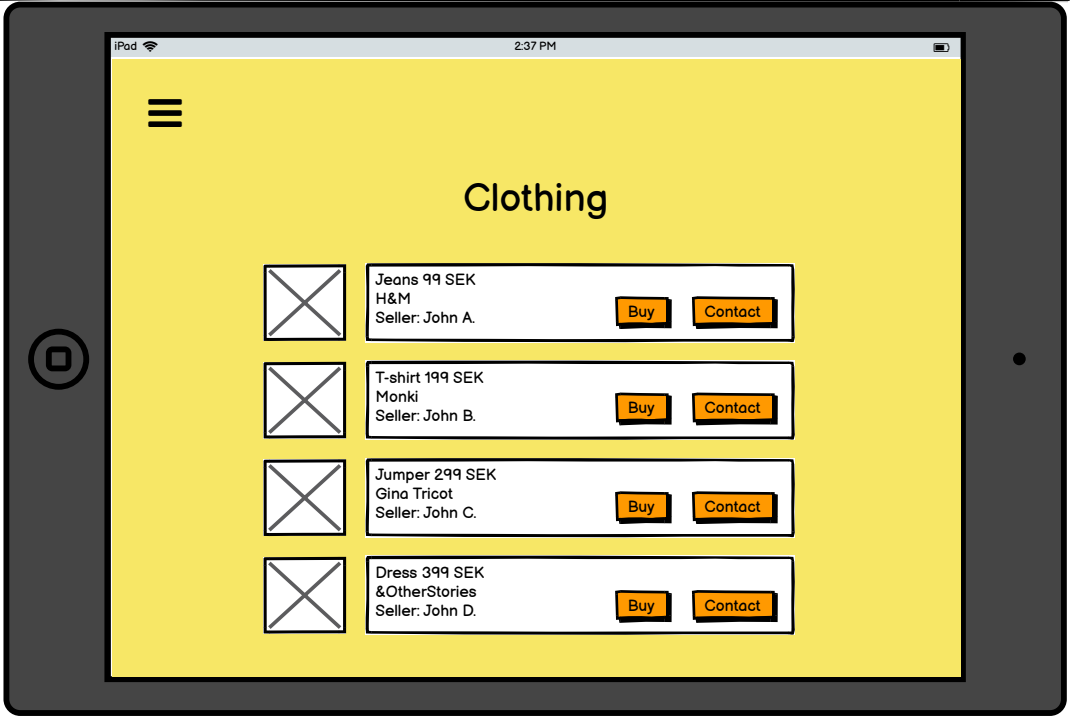 iPad 2:37 PM
Clothing
Jeans 99 SEK
H&M
Seller: John A.
Buy Contact
T-shirt 199 SEK
Monki
Seller: John B.
Buy Contact
Jumper 299 SEK
Gina Tricot
Seller: John C.
Buy Contact
Dress 399 SEK
&OtherStories
Seller: John D.
Buy Contact